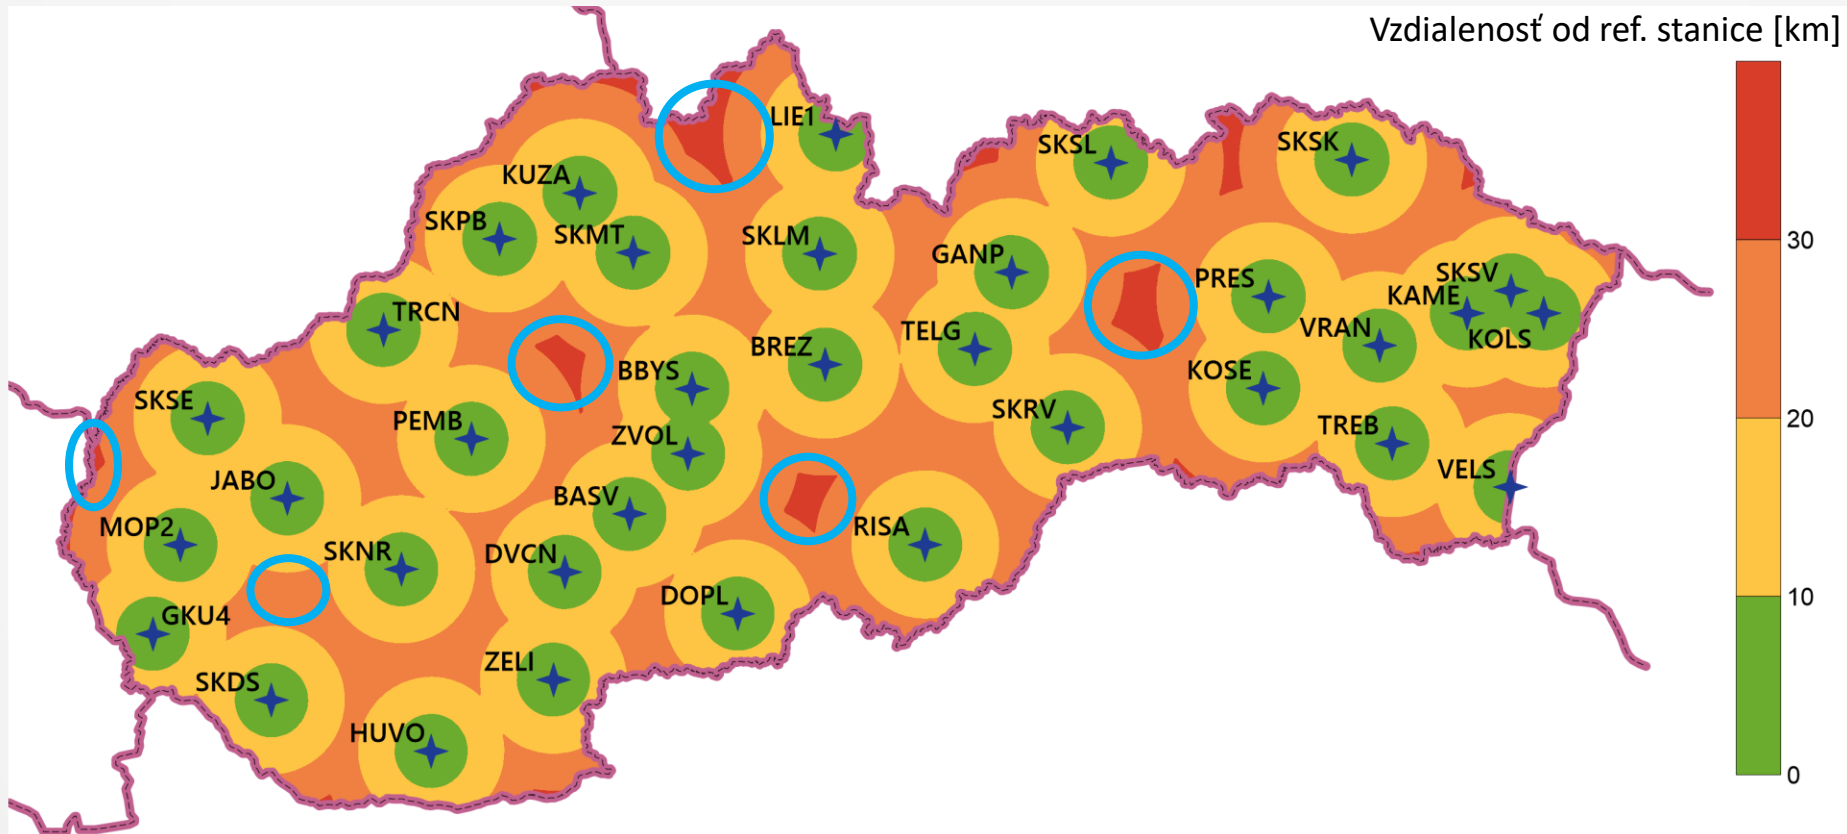 Vzdialenosť od ref. stanice [km]
LIE1
SKSL
SKSK
KUZA
SKPB
SKMT
SKLM
GANP
PRES
SKSV
KAME
KOLS
TRCN
VRAN
TELG
BREZ
BBYS
KOSE
SKSE
PEMB
SKRV
TREB
ZVOL
VELS
JABO
BASV
MOP2
SKNR
DVCN
RISA
DOPL
GKU4
ZELI
SKDS
HUVO
30
20
10
0